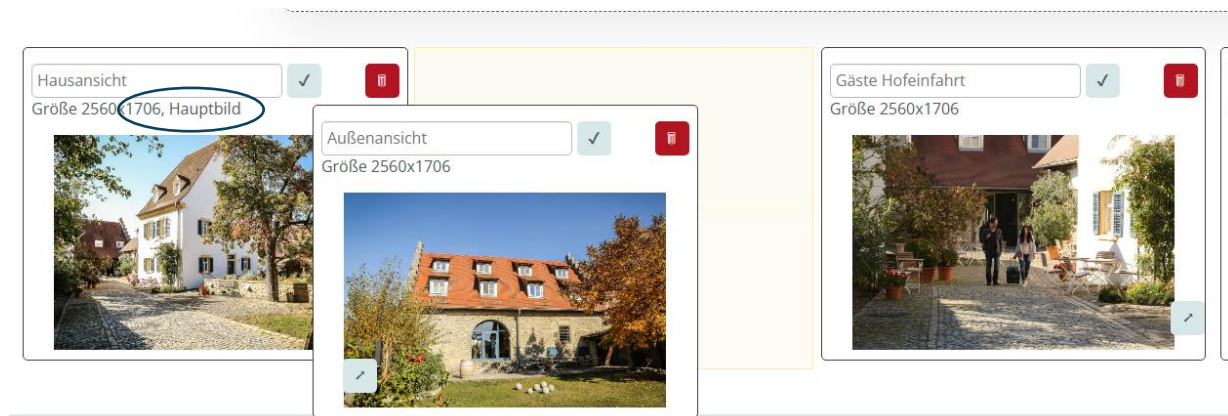 Hausansicht
Größe 2560x1706, Hauptbild
Außenansicht
Größe 2560x1706
Gäste Hofeinfahrt
Größe 2560x1706